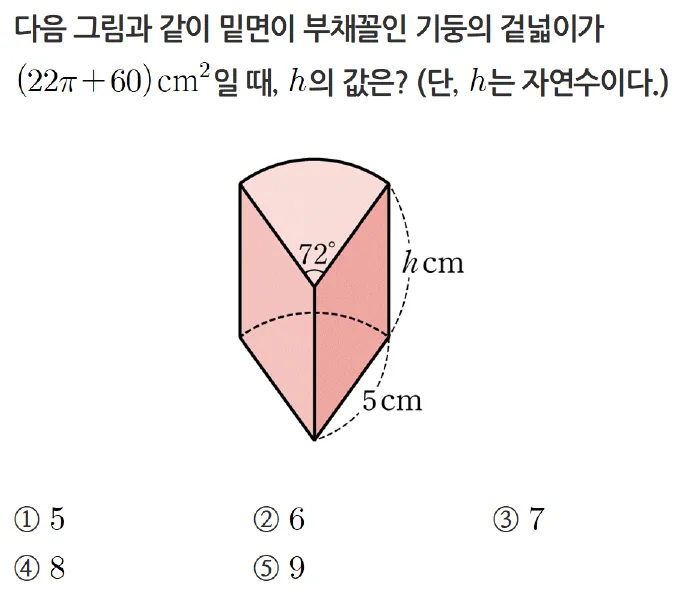 다음 그림과 같이 밑면이 부채꼴인 기둥의 겉넓이가
(22π+60)cm²일 때, h의 값은? (단, h는 자연수이다.)
72°
h cm
5 cm
① 5 ② 6 ③ 7
④ 8 ⑤ 9